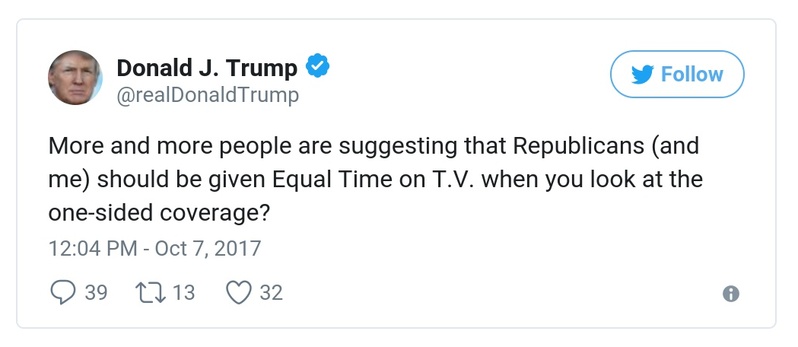 Donald J. Trump
@realDonaldTrump
Follow
More and more people are suggesting that Republicans (and
me) should be given Equal Time on T.V. when you look at the
one-sided coverage?
12:04 PM - Oct 7, 2017
39 13 32